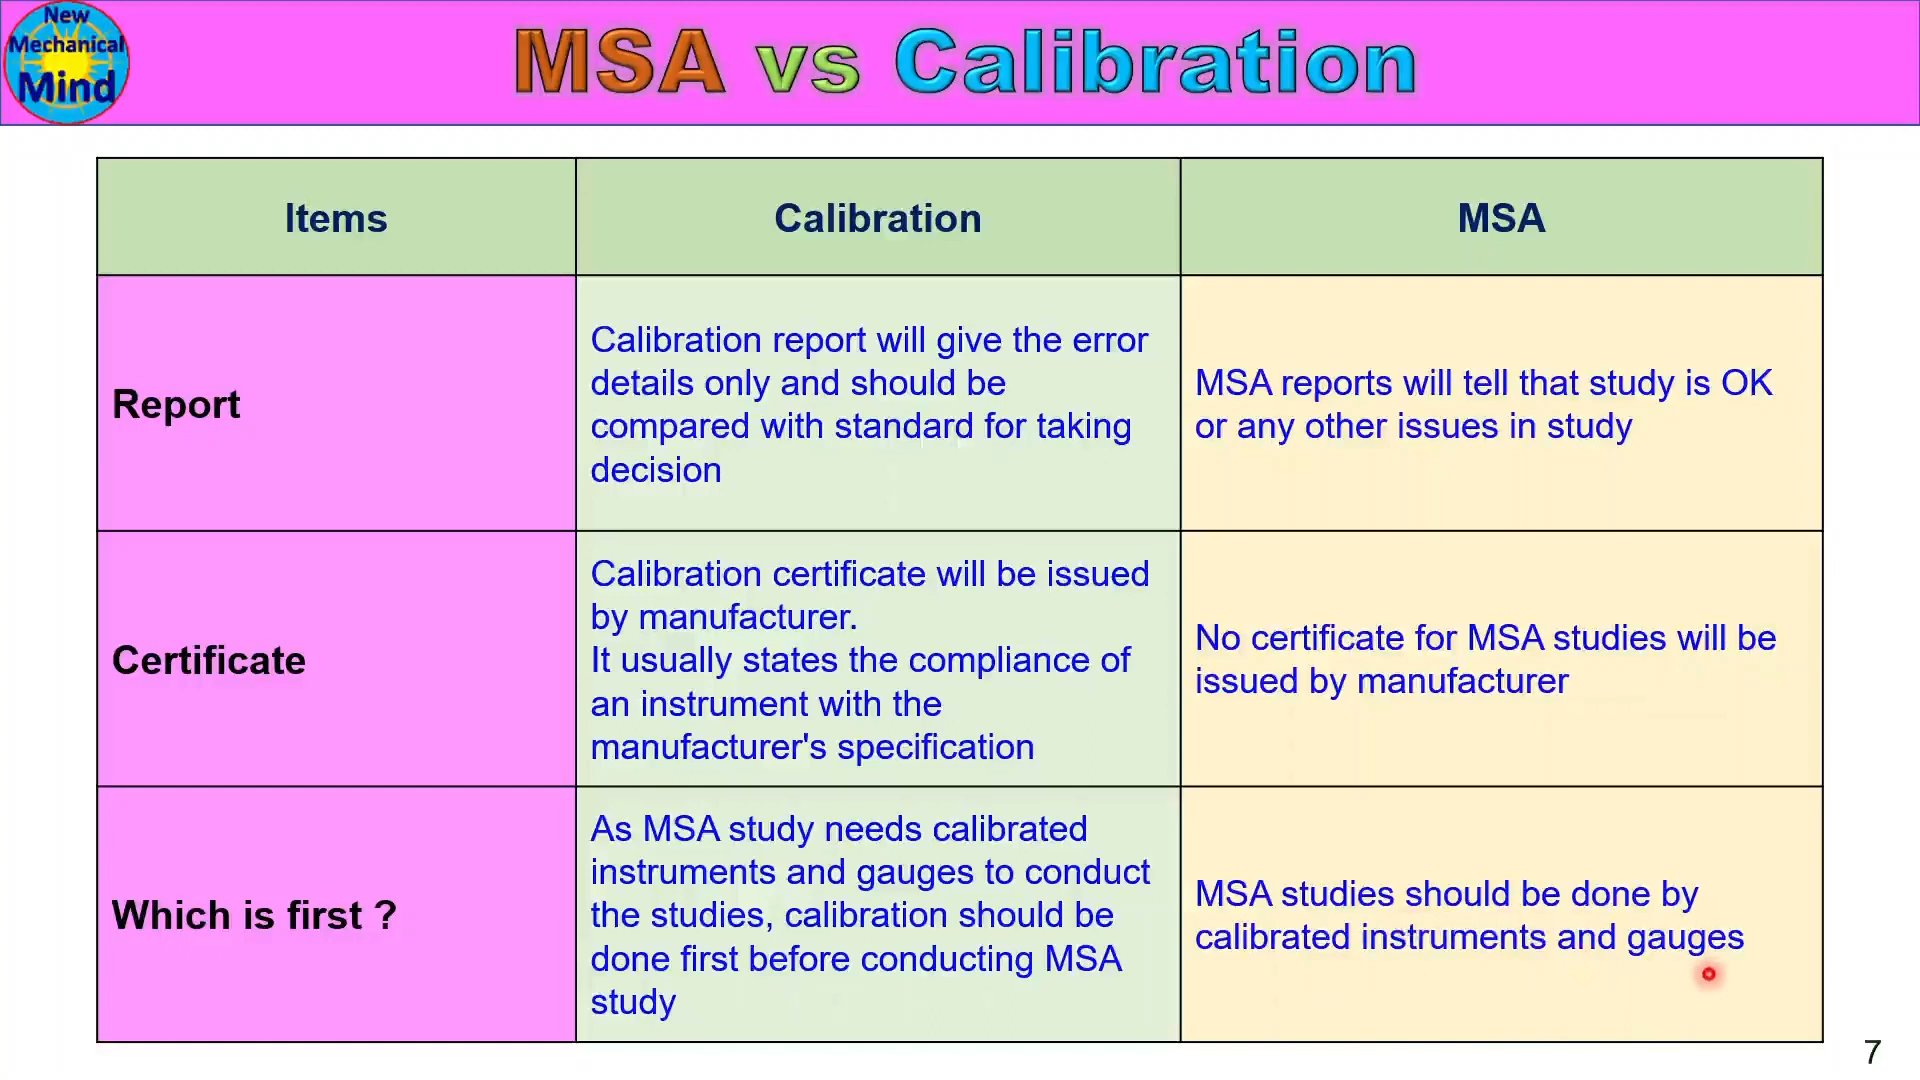 New
Mechanical
Mind
MSA vs Calibration
Items
Calibration
MSA
Report
Calibration report will give the error
details only and should be
compared with standard for taking
decision
MSA reports will tell that study is OK
or any other issues in study
Certificate
Calibration certificate will be issued
by manufacturer.
It usually states the compliance of
an instrument with the
manufacturer's specification
No certificate for MSA studies will be
issued by manufacturer
Which is first ?
As MSA study needs calibrated
instruments and gauges to conduct
the studies, calibration should be
done first before conducting MSA
study
MSA studies should be done by
calibrated instruments and gauges
7